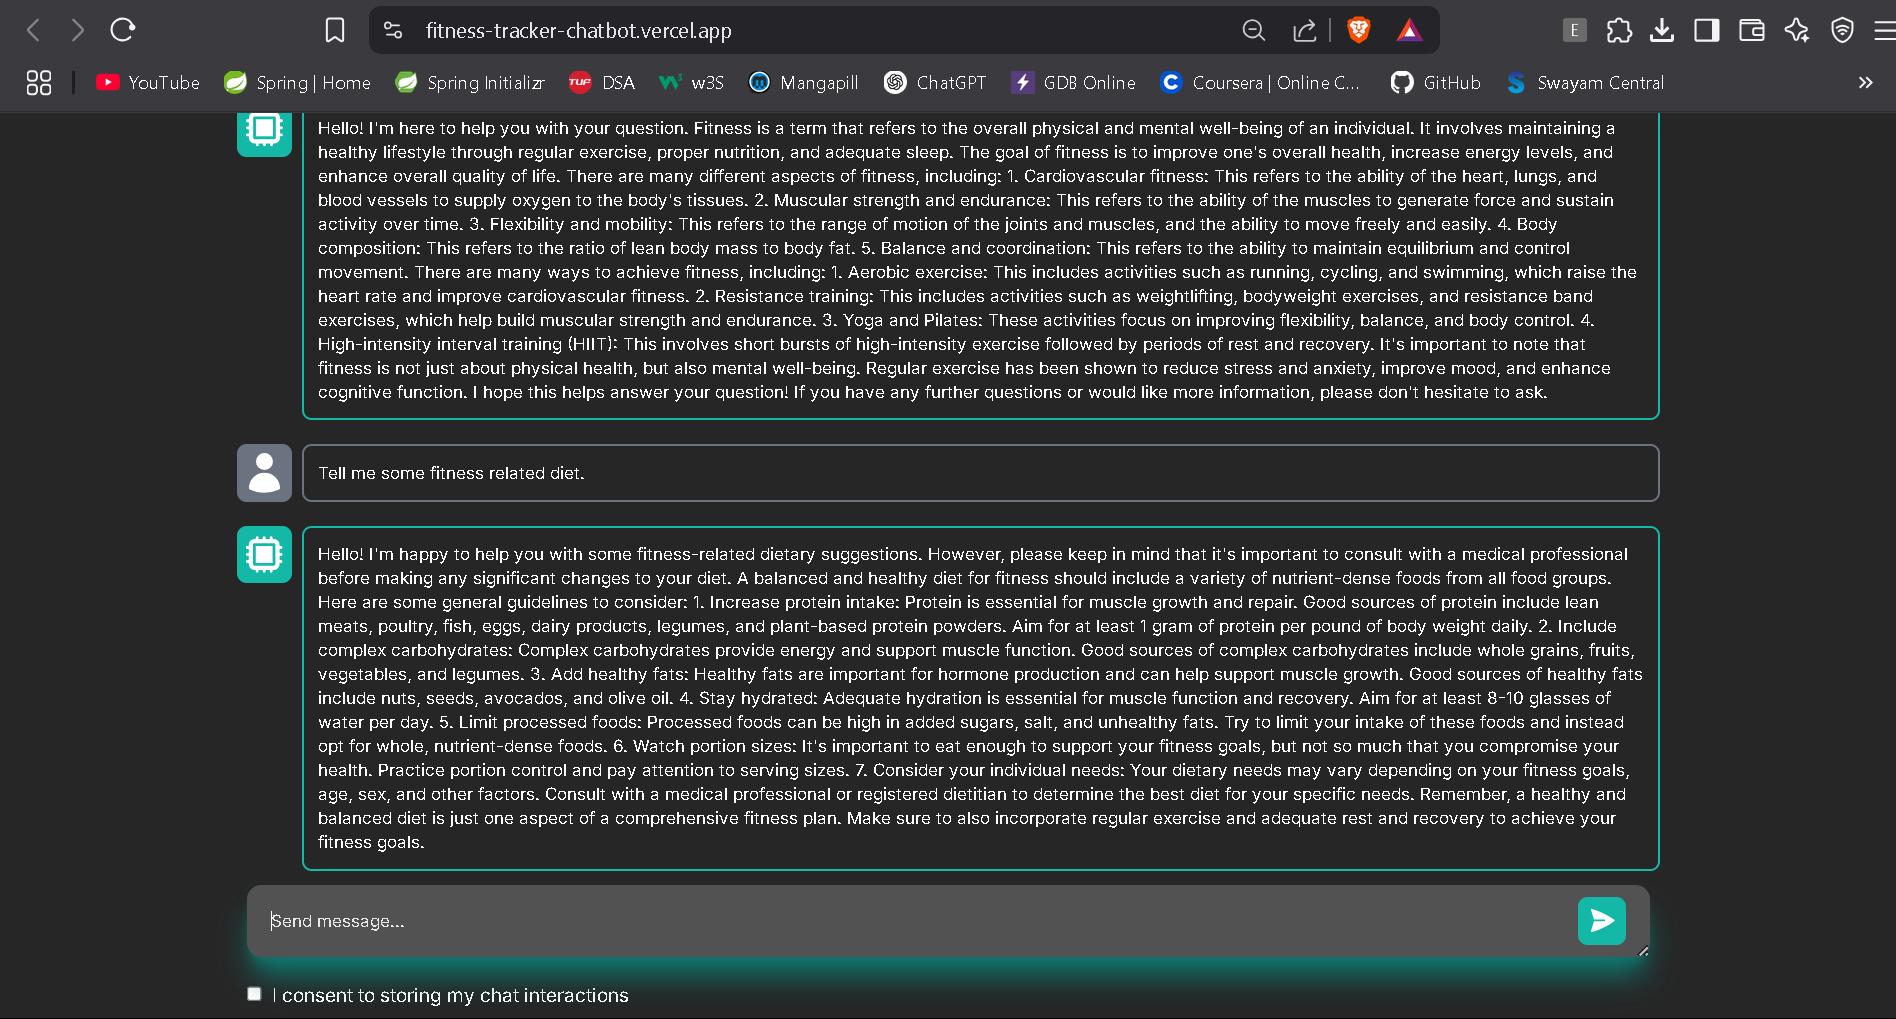 fitness-tracker-chatbot.vercel.app
E
YouTube
Spring | Home
Spring Initializr
TUF
DSA
w3S
Mangapill
ChatGPT
GDB Online
C
Coursera | Online C...
GitHub
Swayam Central
Hello! I'm here to help you with your question. Fitness is a term that refers to the overall physical and mental well-being of an individual. It involves maintaining a
healthy lifestyle through regular exercise, proper nutrition, and adequate sleep. The goal of fitness is to improve one's overall health, increase energy levels, and
enhance overall quality of life. There are many different aspects of fitness, including: 1. Cardiovascular fitness: This refers to the ability of the heart, lungs, and
blood vessels to supply oxygen to the body's tissues. 2. Muscular strength and endurance: This refers to the ability of the muscles to generate force and sustain
activity over time. 3. Flexibility and mobility: This refers to the range of motion of the joints and muscles, and the ability to move freely and easily. 4. Body
composition: This refers to the ratio of lean body mass to body fat. 5. Balance and coordination: This refers to the ability to maintain equilibrium and control
movement. There are many ways to achieve fitness, including: 1. Aerobic exercise: This includes activities such as running, cycling, and swimming, which raise the
heart rate and improve cardiovascular fitness. 2. Resistance training: This includes activities such as weightlifting, bodyweight exercises, and resistance band
exercises, which help build muscular strength and endurance. 3. Yoga and Pilates: These activities focus on improving flexibility, balance, and body control. 4.
High-intensity interval training (HIIT): This involves short bursts of high-intensity exercise followed by periods of rest and recovery. It's important to note that
fitness is not just about physical health, but also mental well-being. Regular exercise has been shown to reduce stress and anxiety, improve mood, and enhance
cognitive function. I hope this helps answer your question! If you have any further questions or would like more information, please don't hesitate to ask.
Tell me some fitness related diet.
Hello! I'm happy to help you with some fitness-related dietary suggestions. However, please keep in mind that it's important to consult with a medical professional
before making any significant changes to your diet. A balanced and healthy diet for fitness should include a variety of nutrient-dense foods from all food groups.
Here are some general guidelines to consider: 1. Increase protein intake: Protein is essential for muscle growth and repair. Good sources of protein include lean
meats, poultry, fish, eggs, dairy products, legumes, and plant-based protein powders. Aim for at least 1 gram of protein per pound of body weight daily. 2. Include
complex carbohydrates: Complex carbohydrates provide energy and support muscle function. Good sources of complex carbohydrates include whole grains, fruits,
vegetables, and legumes. 3. Add healthy fats: Healthy fats are important for hormone production and can help support muscle growth. Good sources of healthy fats
include nuts, seeds, avocados, and olive oil. 4. Stay hydrated: Adequate hydration is essential for muscle function and recovery. Aim for at least 8-10 glasses of
water per day. 5. Limit processed foods: Processed foods can be high in added sugars, salt, and unhealthy fats. Try to limit your intake of these foods and instead
opt for whole, nutrient-dense foods. 6. Watch portion sizes: It's important to eat enough to support your fitness goals, but not so much that you compromise your
health. Practice portion control and pay attention to serving sizes. 7. Consider your individual needs: Your dietary needs may vary depending on your fitness goals,
age, sex, and other factors. Consult with a medical professional or registered dietitian to determine the best diet for your specific needs. Remember, a healthy and
balanced diet is just one aspect of a comprehensive fitness plan. Make sure to also incorporate regular exercise and adequate rest and recovery to achieve your
fitness goals.
Send message...
I consent to storing my chat interactions